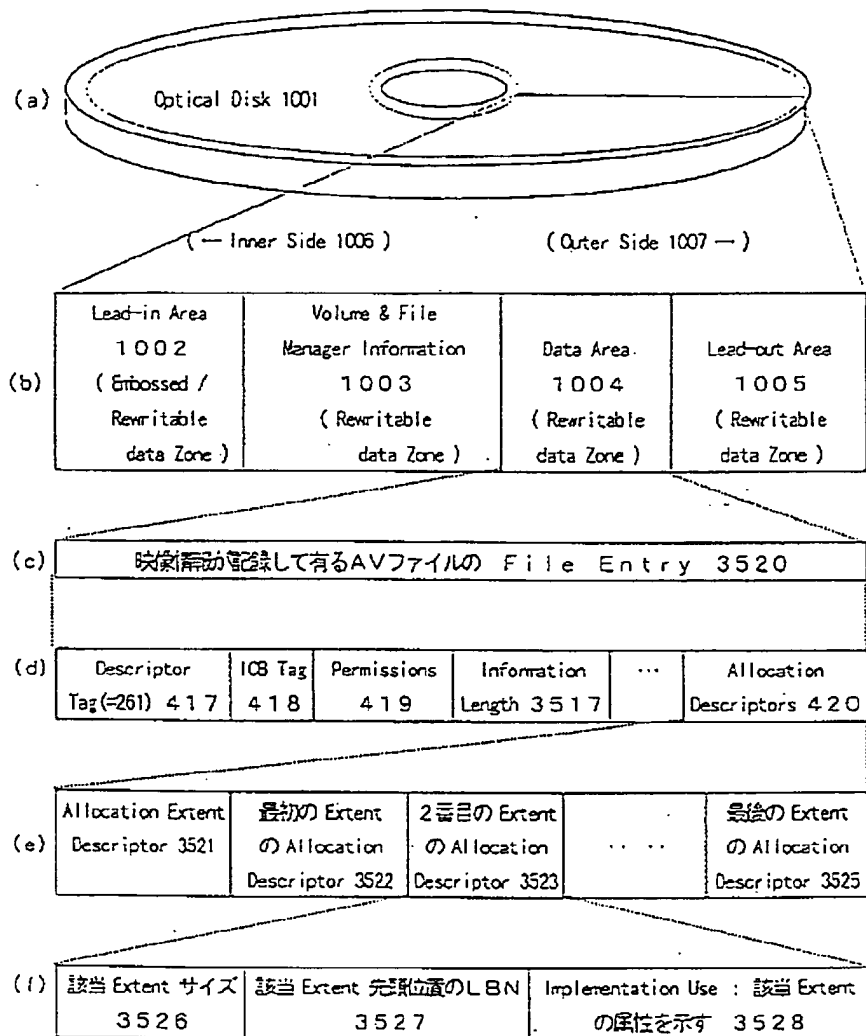 (a)
Optical Disk 1001
(← Inner Side 1006 )
( Outer Side 1007 →)
(b)
Lead-in Area
1002
( Embossed /
Rewritable
data Zone )
Volume & File
Manager Information
1003
( Rewritable
data Zone )
Data Area
1004
( Rewritable
data Zone )
Lead-out Area
1005
( Rewritable
data Zone )
(c)
映像情報が記録して有るAVファイルの File Entry 3520
(d)
Descriptor
Tag(=261) 417
ICB Tag
418
Permissions
419
Information
Length 3517
…
Allocation
Descriptors 420
(e)
Allocation Extent
Descriptor 3521
最初の Extent
の Allocation
Descriptor 3522
2番目の Extent
の Allocation
Descriptor 3523
‥‥
最後の Extent
の Allocation
Descriptor 3525
(f)
該当 Extent サイズ
3526
該当 Extent 先頭位置のLBN
3527
Implementation Use : 該当 Extent
の属性を示す 3528